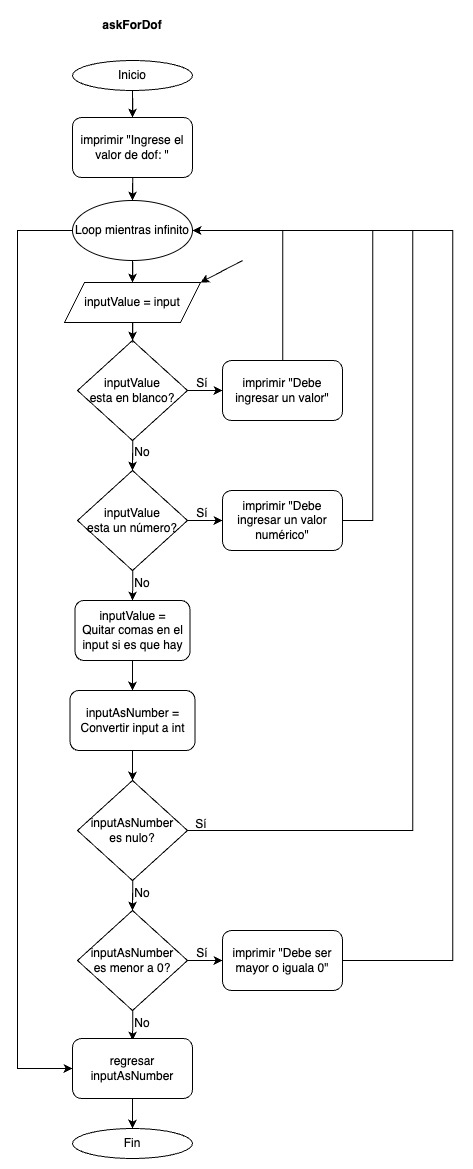 askForDof
Inicio
imprimir "Ingrese el
valor de dof: "
Loop mientras infinito
inputValue = input
inputValue
esta en blanco?
Sí
imprimir "Debe
ingresar un valor"
No
inputValue
esta un número?
Sí
imprimir "Debe
ingresar un valor
numérico"
No
inputValue =
Quitar comas en el
input si es que hay
inputAsNumber =
Convertir input a int
inputAsNumber
es nulo?
Sí
No
inputAsNumber
es menor a 0?
Sí
imprimir "Debe ser
mayor o iguala 0"
No
regresar
inputAsNumber
Fin